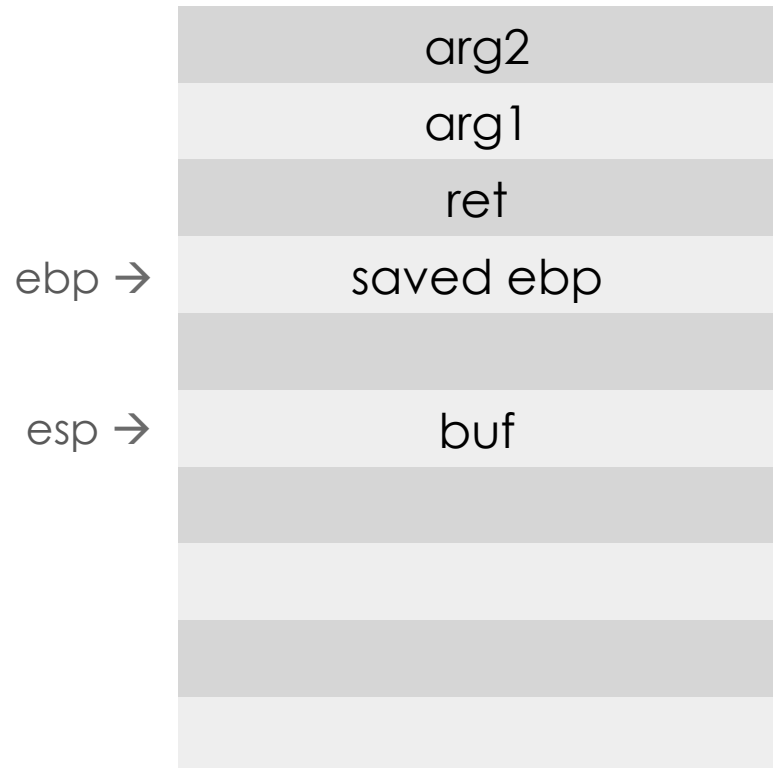 arg2
arg1
ret
ebp → saved ebp
esp → buf